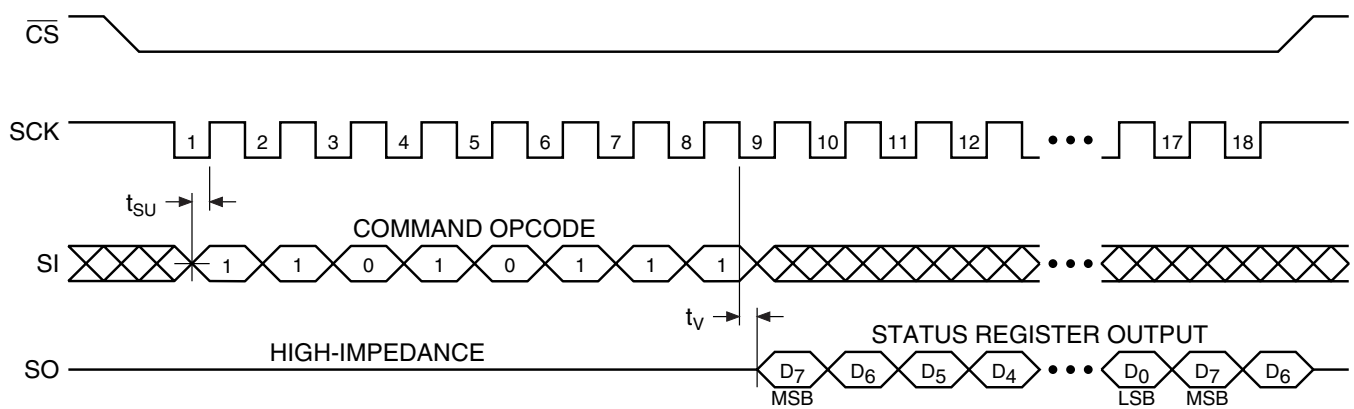 CS
SCK 1 2 3 4 5 6 7 8 9 10 11 12 17 18
tSU
COMMAND OPCODE
SI 1 1 0 1 0 1 1 1
tV
HIGH-IMPEDANCE STATUS REGISTER OUTPUT
SO D7 D6 D5 D4 D0 D7 D6
MSB LSB MSB